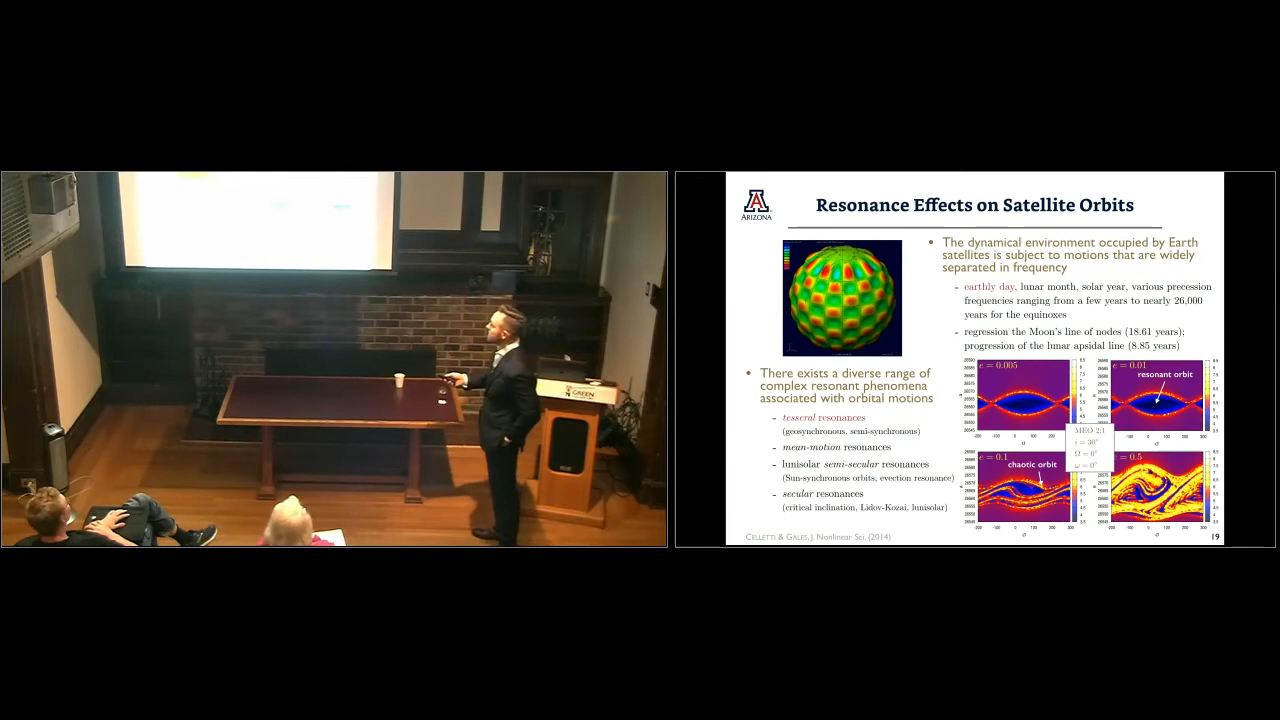 GREEN
ARIZONA
Resonance Effects on Satellite Orbits
• The dynamical environment occupied by Earth
satellites is subject to motions that are widely
separated in frequency
- earthly day, lunar month, solar year, various precession
frequencies ranging from a few years to nearly 26,000
years for the equinoxes
- regression the Moon's line of nodes (18.61 years);
progression of the lunar apsidal line (8.85 years)
• There exists a diverse range of
complex resonant phenomena
associated with orbital motions
- tesseral resonances
(geosynchronous, semi-synchronous)
- mean-motion resonances
- lunisolar semi-secular resonances
(Sun-synchronous orbits, evection resonance)
- secular resonances
(critical inclination, Lidov-Kozai, lunisolar)
e = 0.005
e = 0.01
resonant orbit
MEO 2:1
i = 30°
Ω = 0°
ω = 0°
e = 0.1
chaotic orbit
= 0.5
CELLETTI & GALES, J. Nonlinear Sci. (2014)
19